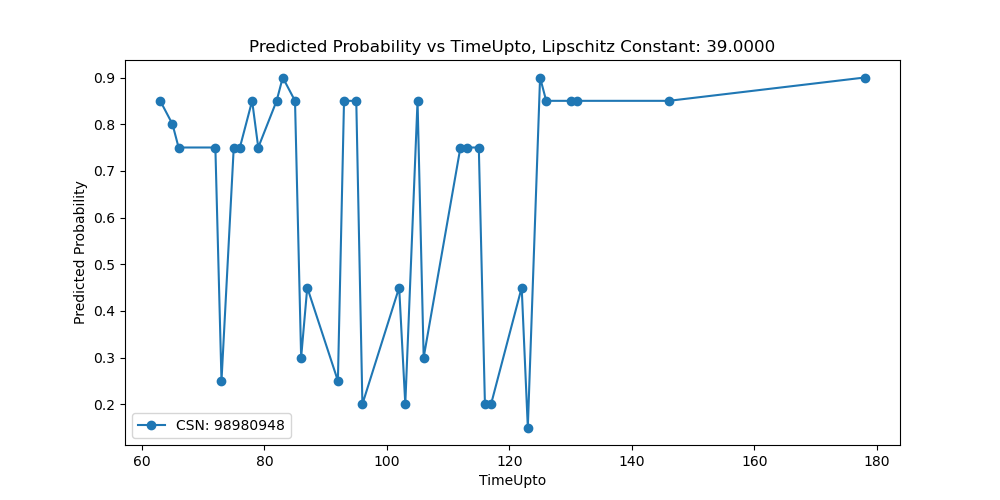 Predicted Probability vs TimeUpto, Lipschitz Constant: 39.0000
Predicted Probability
0.9
0.8
0.7
0.6
0.5
0.4
0.3
0.2
CSN: 98980948
60 80 100 120 140 160 180
TimeUpto